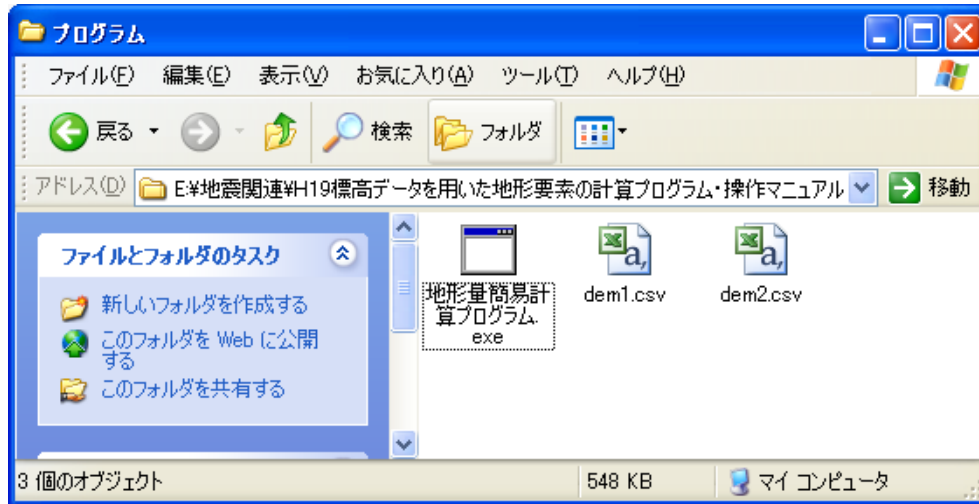 プログラム
ファイル(F) 編集(E) 表示(V) お気に入り(A) ツール(T) ヘルプ(H)
戻る 検索 フォルダ
アドレス(D) E:¥地震関連¥H19標高データを用いた地形要素の計算プログラム・操作マニュアル 移動
ファイルとフォルダのタスク
新しいフォルダを作成する
このフォルダを Web に公開
する
このフォルダを共有する
地形量簡易計
算プログラム.
exe
dem1.csv
dem2.csv
3 個のオブジェクト 548 KB マイ コンピュータ